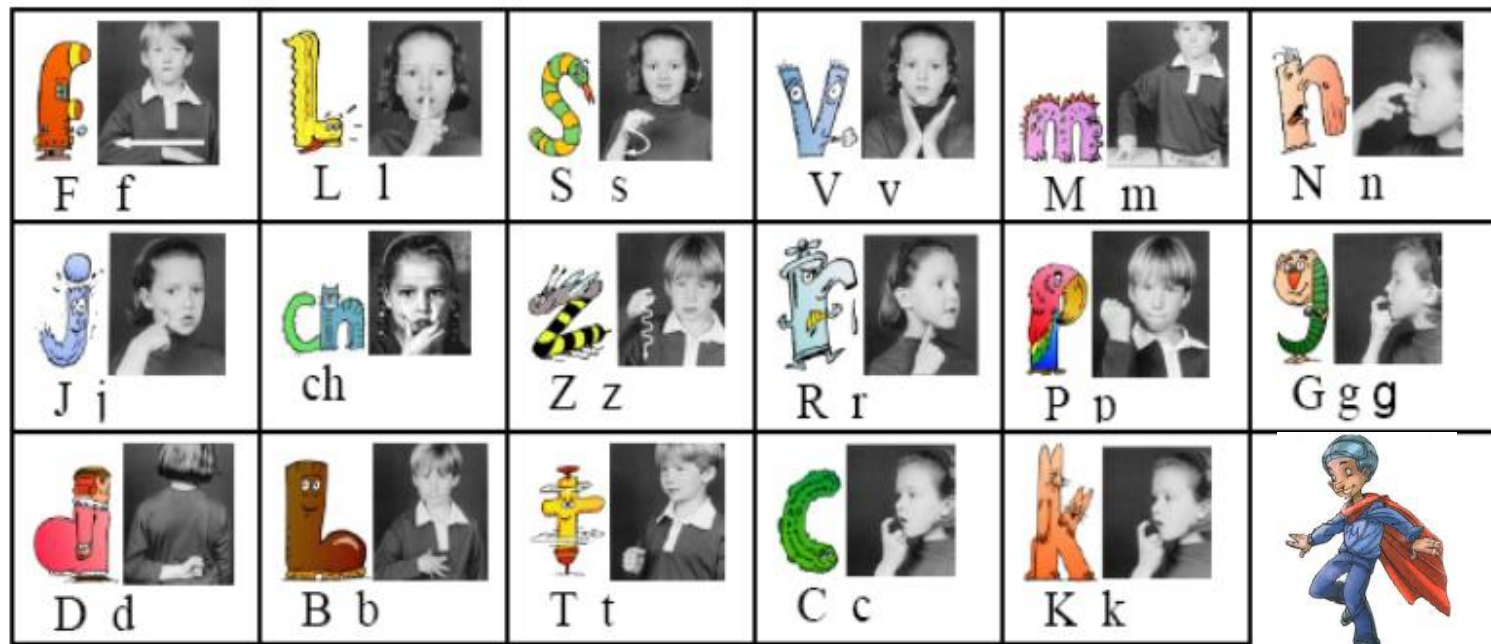 F f
L l
S s
V v
M m
N n
J j
ch
Z z
R r
P p
G g g
D d
B b
T t
C c
K k